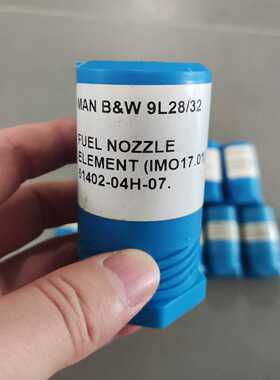 MAN B&W 9L28/32
FUEL NOZZLE
ELEMENT (IMO17.01
51402-04H-07.